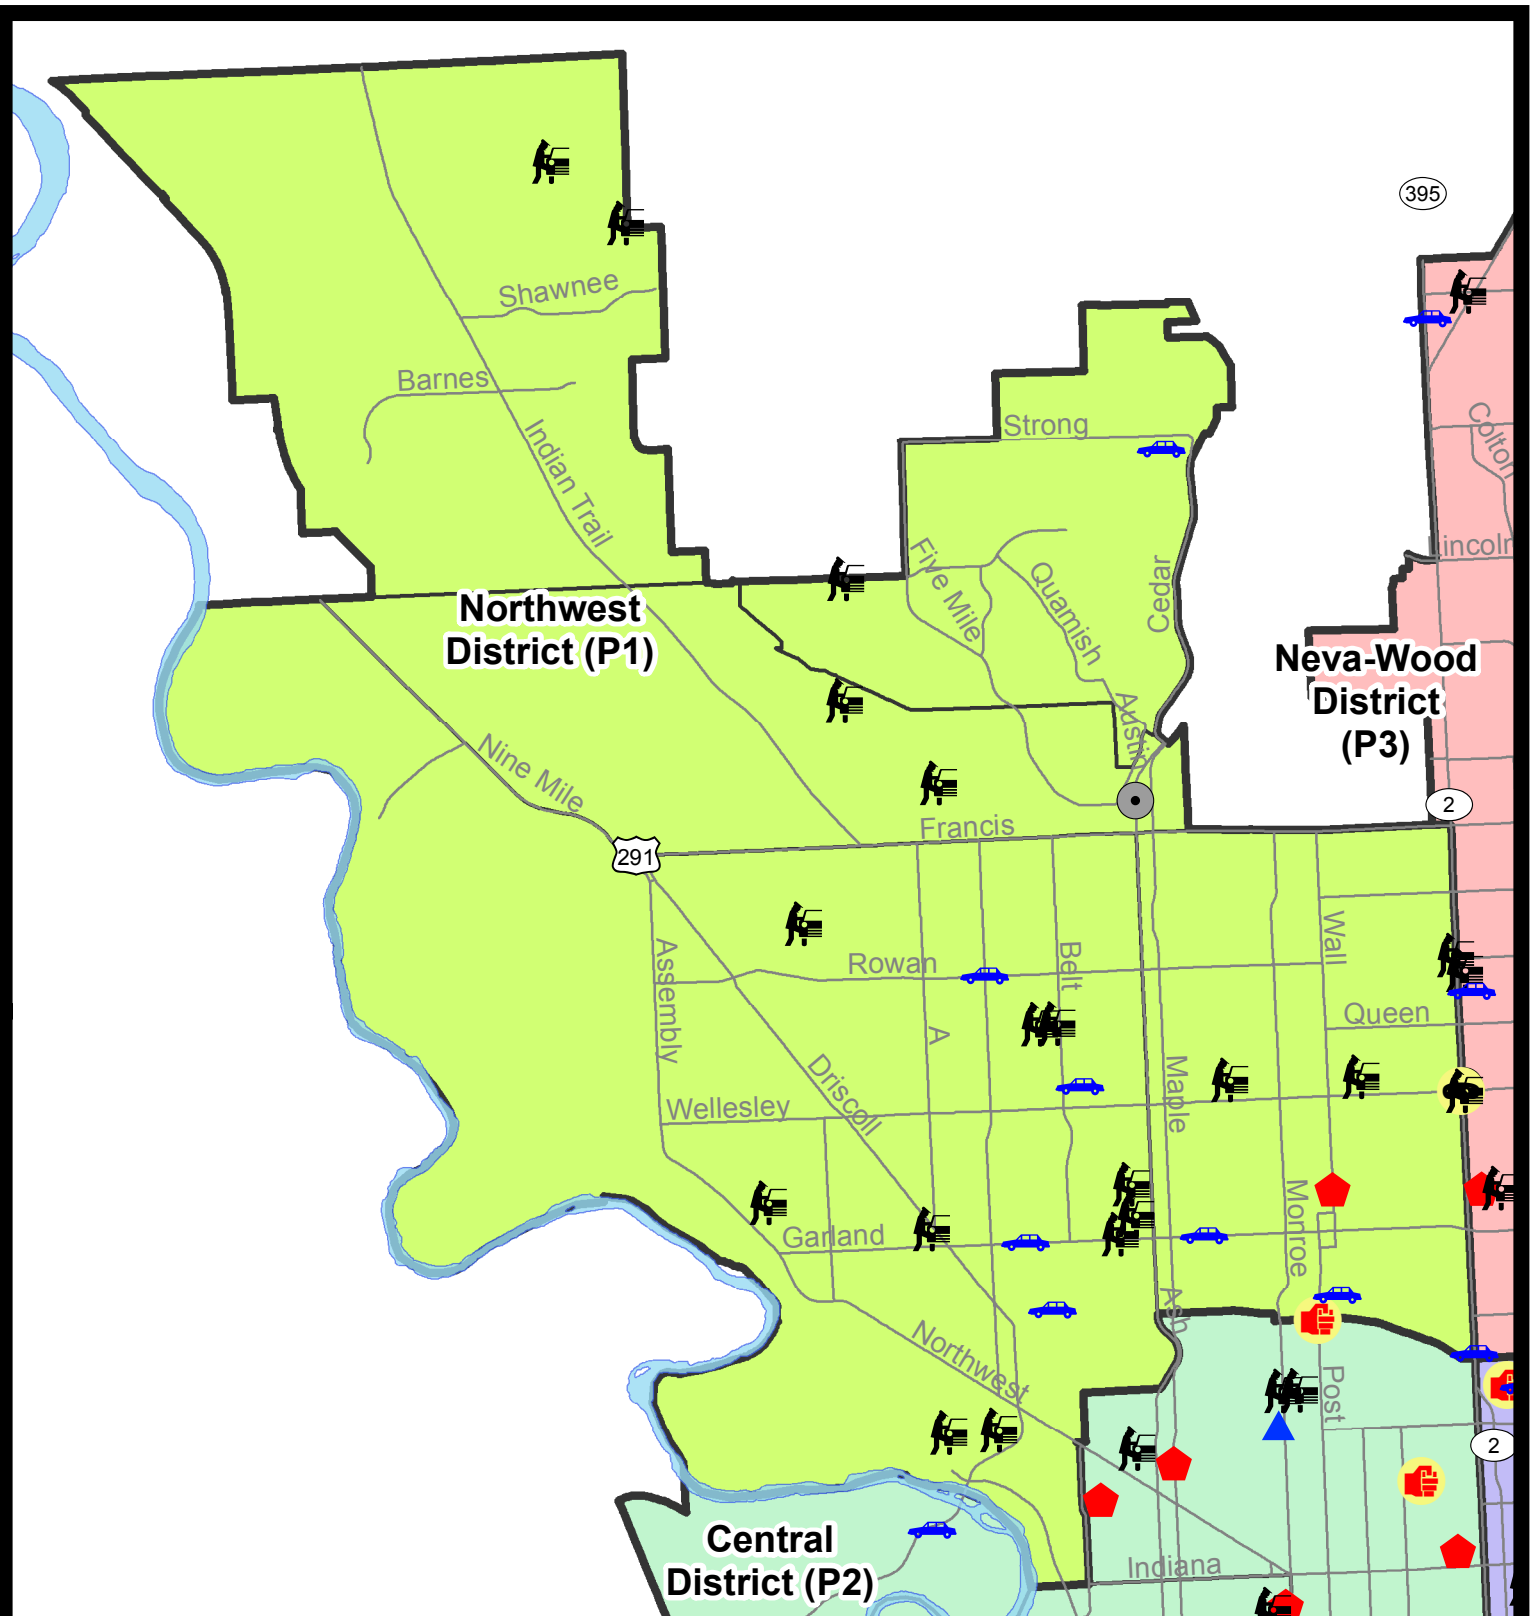 395
Shawnee
Barnes
Indian Trail
Strong
Colton
Lincoln
Five Mile
Quamish
Cedar
Northwest
District (P1)
Neva-Wood
District
(P3)
Austin
Nine Mile
2
Francis
291
Wall
Assembly
Rowan
Belt
Queen
A
Driscoll
Maple
Wellesley
Monroe
Garland
Ash
Northwest
Post
2
Central
District (P2)
Indiana